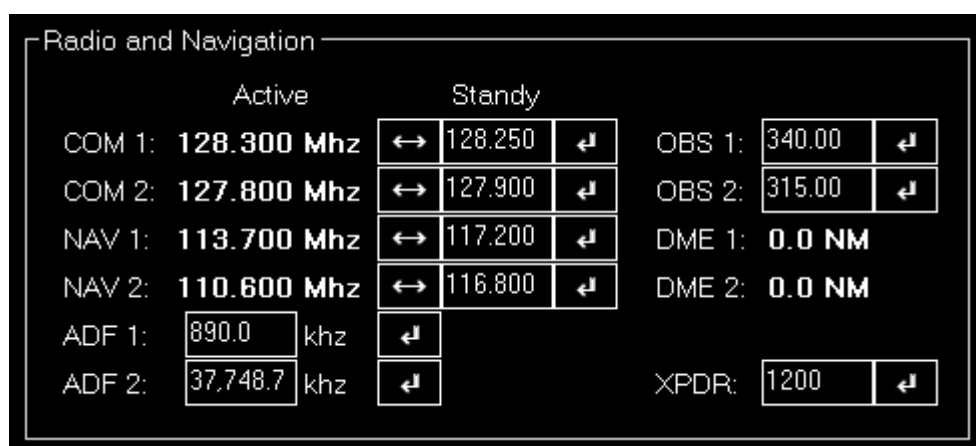 Radio and Navigation
Active Standy
COM 1: 128.300 Mhz 128.250 OBS 1: 340.00
COM 2: 127.800 Mhz 127.900 OBS 2: 315.00
NAV 1: 113.700 Mhz 117.200 DME 1: 0.0 NM
NAV 2: 110.600 Mhz 116.800 DME 2: 0.0 NM
ADF 1: 890.0 khz
ADF 2: 37,748.7 khz XPDR: 1200